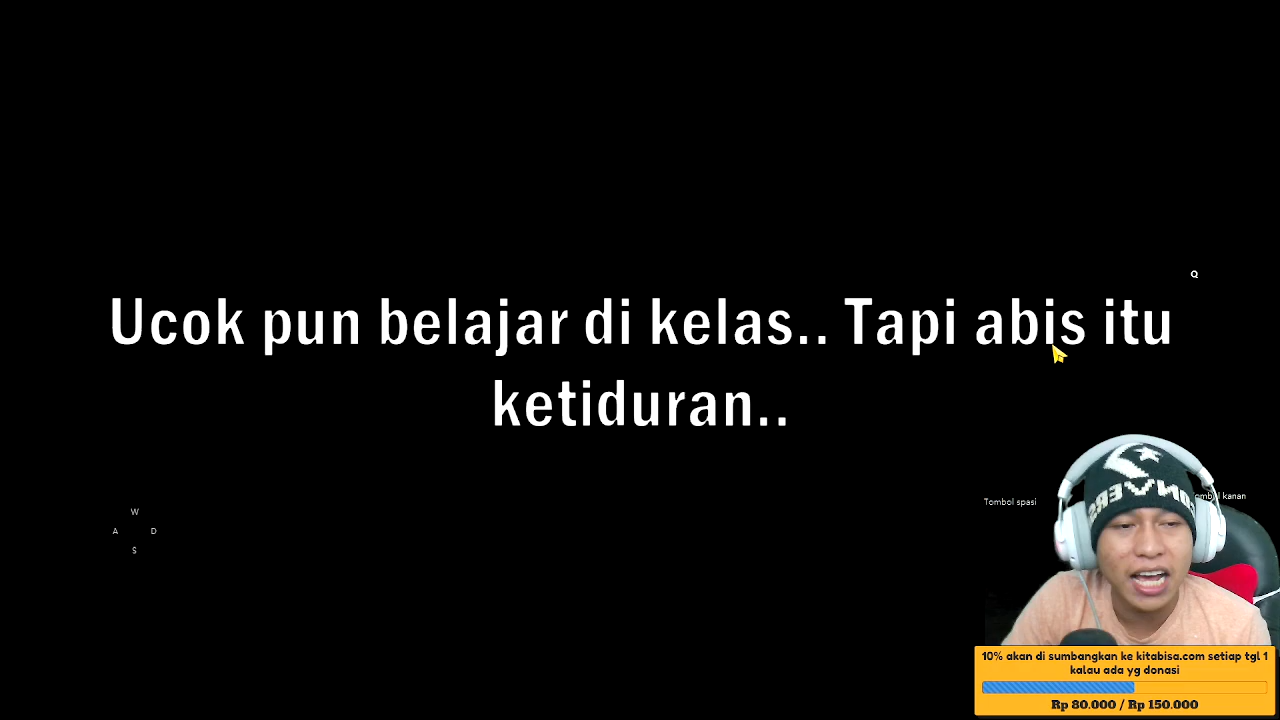 Q
Ucok pun belajar di kelas.. Tapi abis itu
ketiduran..
W
A D
S
Tombol spasi
kanan
10% akan di sumbangkan ke kitabisa.com setiap tgl 1
kalau ada yg donasi
Rp 80.000 / Rp 150.000